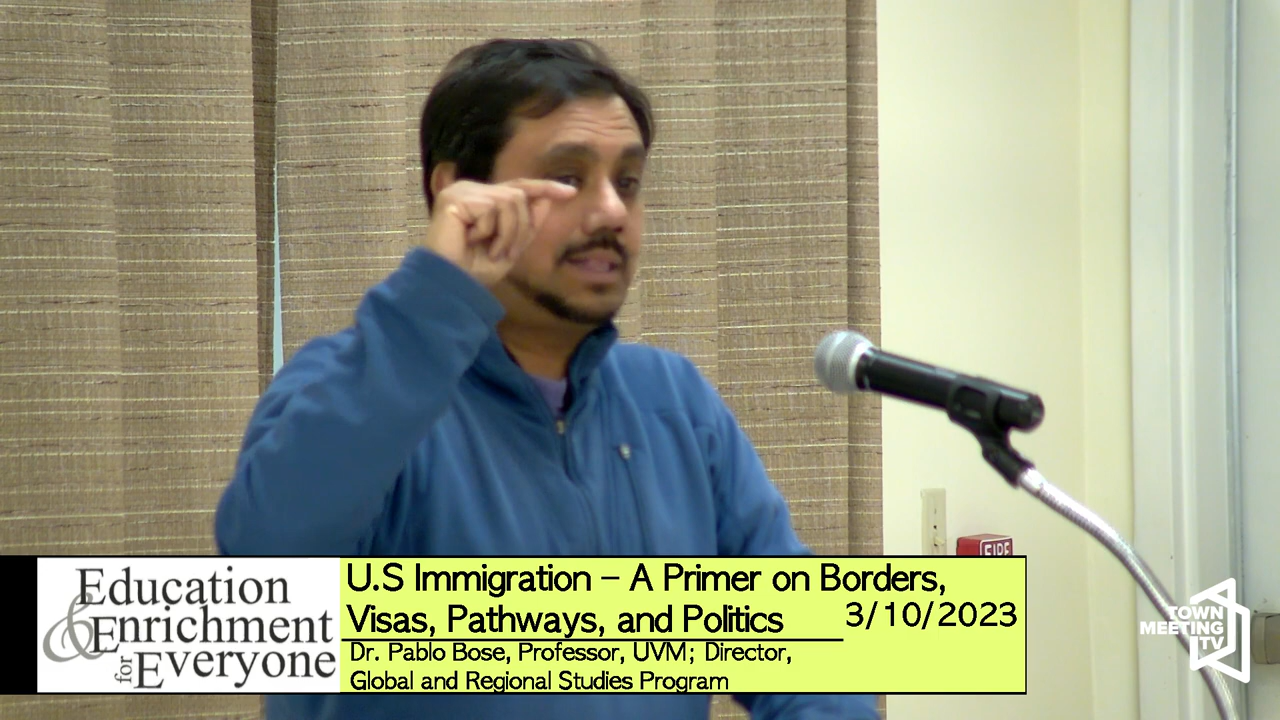 FIRE
Education
& Enrichment
for Everyone
U.S Immigration – A Primer on Borders,
Visas, Pathways, and Politics
3/10/2023
Dr. Pablo Bose, Professor, UVM; Director,
Global and Regional Studies Program
TOWN
MEETING
TV